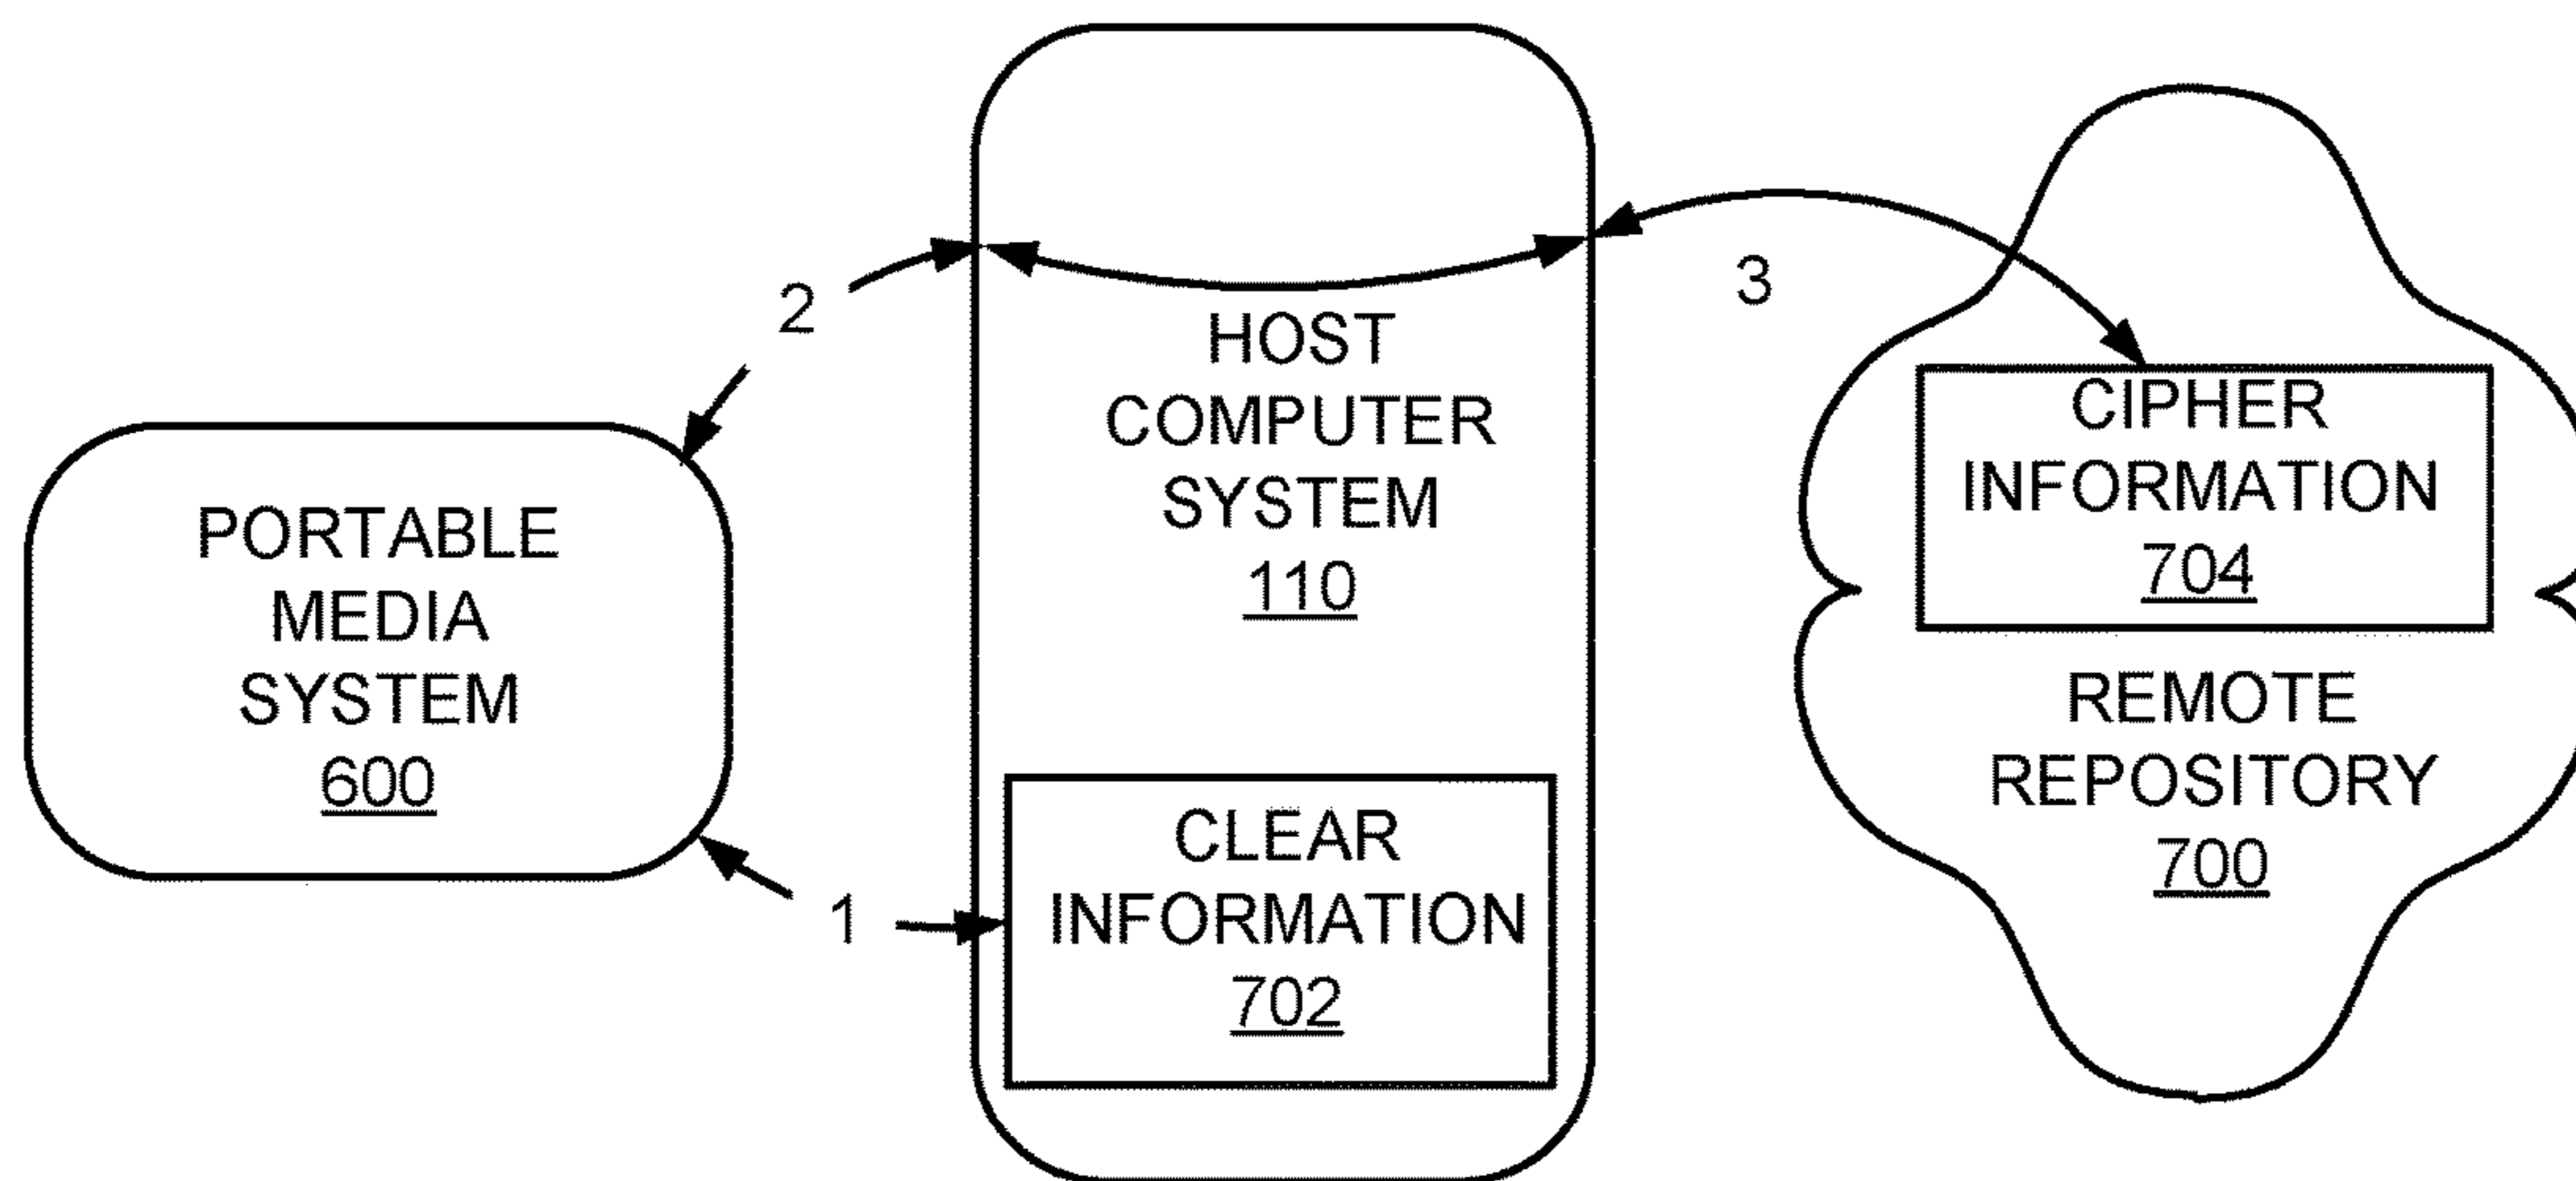 2
3
HOST
COMPUTER
SYSTEM
110
CIPHER
INFORMATION
704
PORTABLE
MEDIA
SYSTEM
600
REMOTE
REPOSITORY
700
1
CLEAR
INFORMATION
702